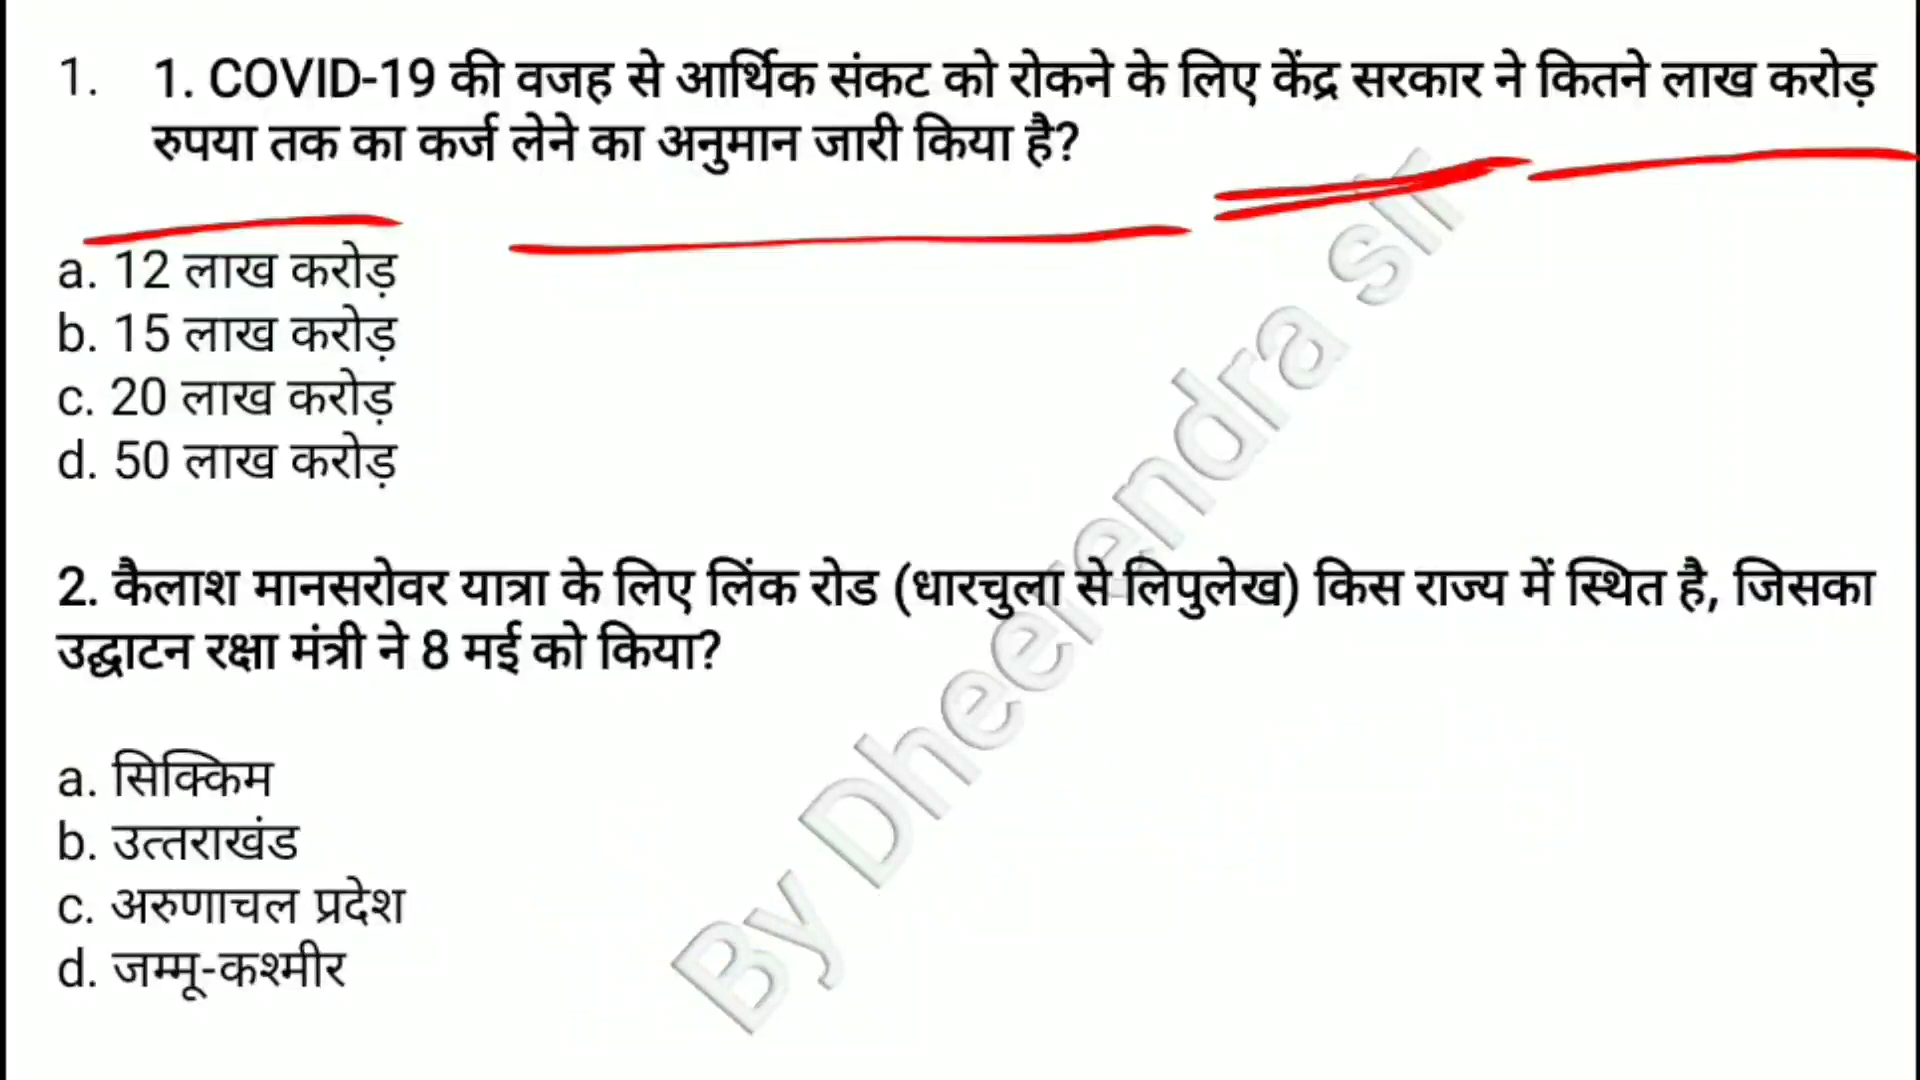 1. 1. COVID-19 की वजह से आर्थिक संकट को रोकने के लिए केंद्र सरकार ने कितने लाख करोड़
रुपया तक का कर्ज लेने का अनुमान जारी किया है?
a. 12 लाख करोड़
b. 15 लाख करोड़
c. 20 लाख करोड़
d. 50 लाख करोड़
2. कैलाश मानसरोवर यात्रा के लिए लिंक रोड (धारचुला से लिपुलेख) किस राज्य में स्थित है, जिसका
उद्घाटन रक्षा मंत्री ने 8 मई को किया?
a. सिक्किम
b. उत्तराखंड
c. अरुणाचल प्रदेश
d. जम्मू-कश्मीर
By Dheerendra sir